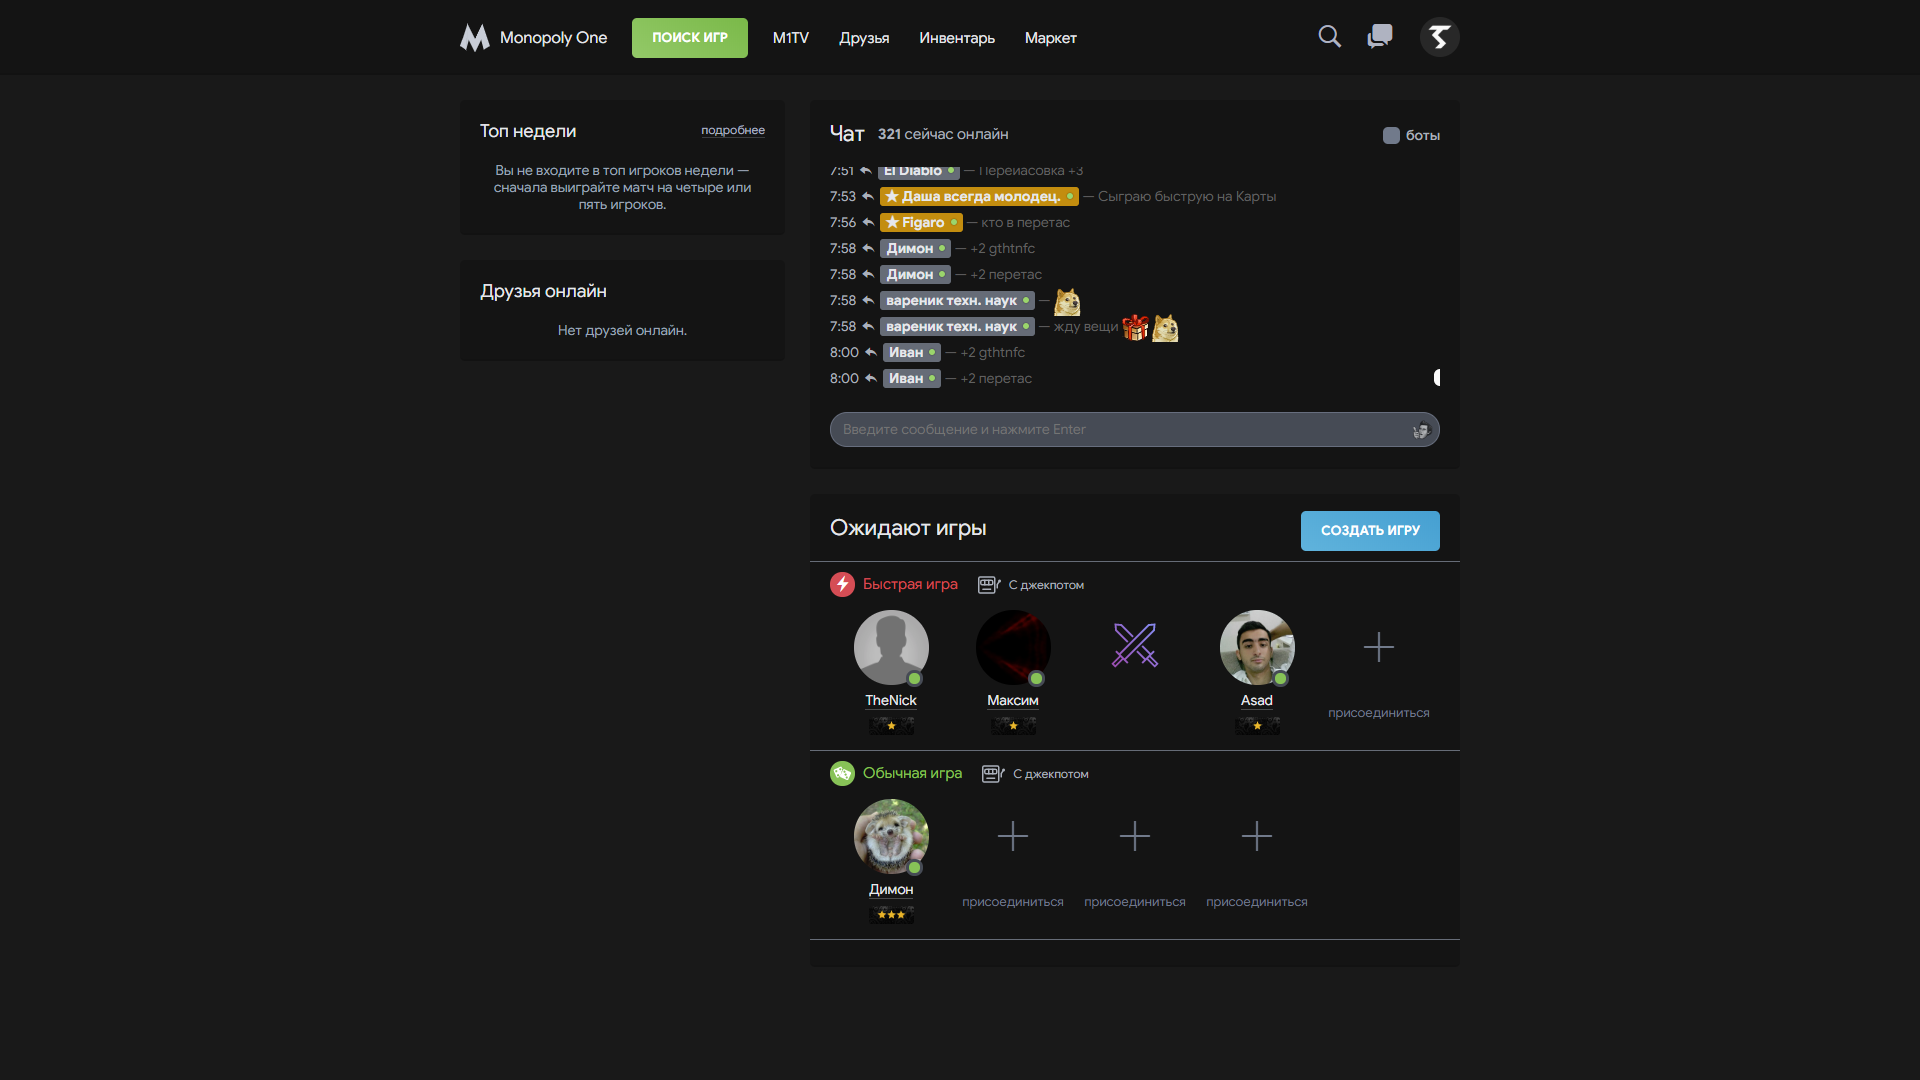 Monopoly One
ПОИСК ИГР
M1TV
Друзья
Инвентарь
Маркет
Топ недели
подробнее
Вы не входите в топ игроков недели —
сначала выиграйте матч на четыре или
пять игроков.
Друзья онлайн
Нет друзей онлайн.
Чат 321 сейчас онлайн
боты
7:51 El Diablo — Перетасовка +3
7:53 Даша всегда молодец. — Сыграю быструю на Карты
7:56 Figaro — кто в перетас
7:58 Димон — +2 gthtnfc
7:58 Димон — +2 перетас
7:58 вареник техн. наук —
7:58 вареник техн. наук — жду вещи
8:00 Иван — +2 gthtnfc
8:00 Иван — +2 перетас
Введите сообщение и нажмите Enter
Ожидают игры
СОЗДАТЬ ИГРУ
Быстрая игра С джекпотом
TheNick
Максим
Asad
присоединиться
Обычная игра С джекпотом
Димон
присоединиться
присоединиться
присоединиться